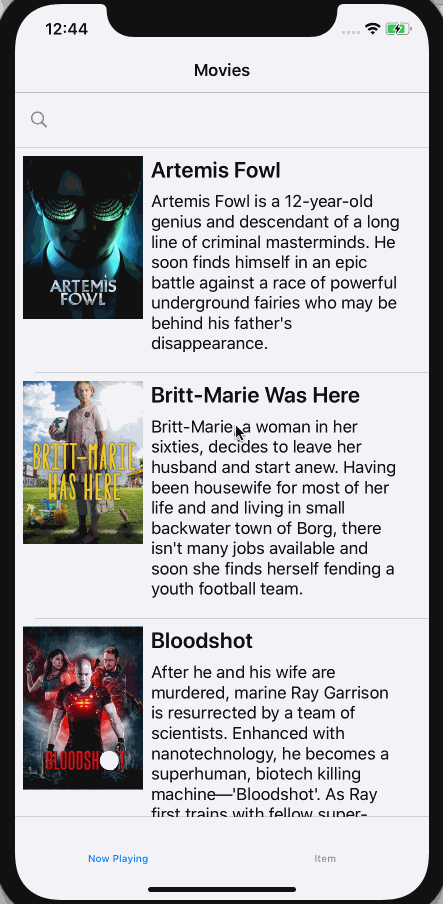 12:44
Movies
ARTEMIS
FOWL
Artemis Fowl
Artemis Fowl is a 12-year-old
genius and descendant of a long
line of criminal masterminds. He
soon finds himself in an epic
battle against a race of powerful
underground fairies who may be
behind his father's
disappearance.
BRITT-MARIE
WAS HERE
Britt-Marie Was Here
Britt-Marie, a woman in her
sixties, decides to leave her
husband and start anew. Having
been housewife for most of her
life and and living in small
backwater town of Borg, there
isn't many jobs available and
soon she finds herself fending a
youth football team.
BLOODSHOT
Bloodshot
After he and his wife are
murdered, marine Ray Garrison
is resurrected by a team of
scientists. Enhanced with
nanotechnology, he becomes a
superhuman, biotech killing
machine—'Bloodshot'. As Ray
first trains with fellow super-
Now Playing
Item